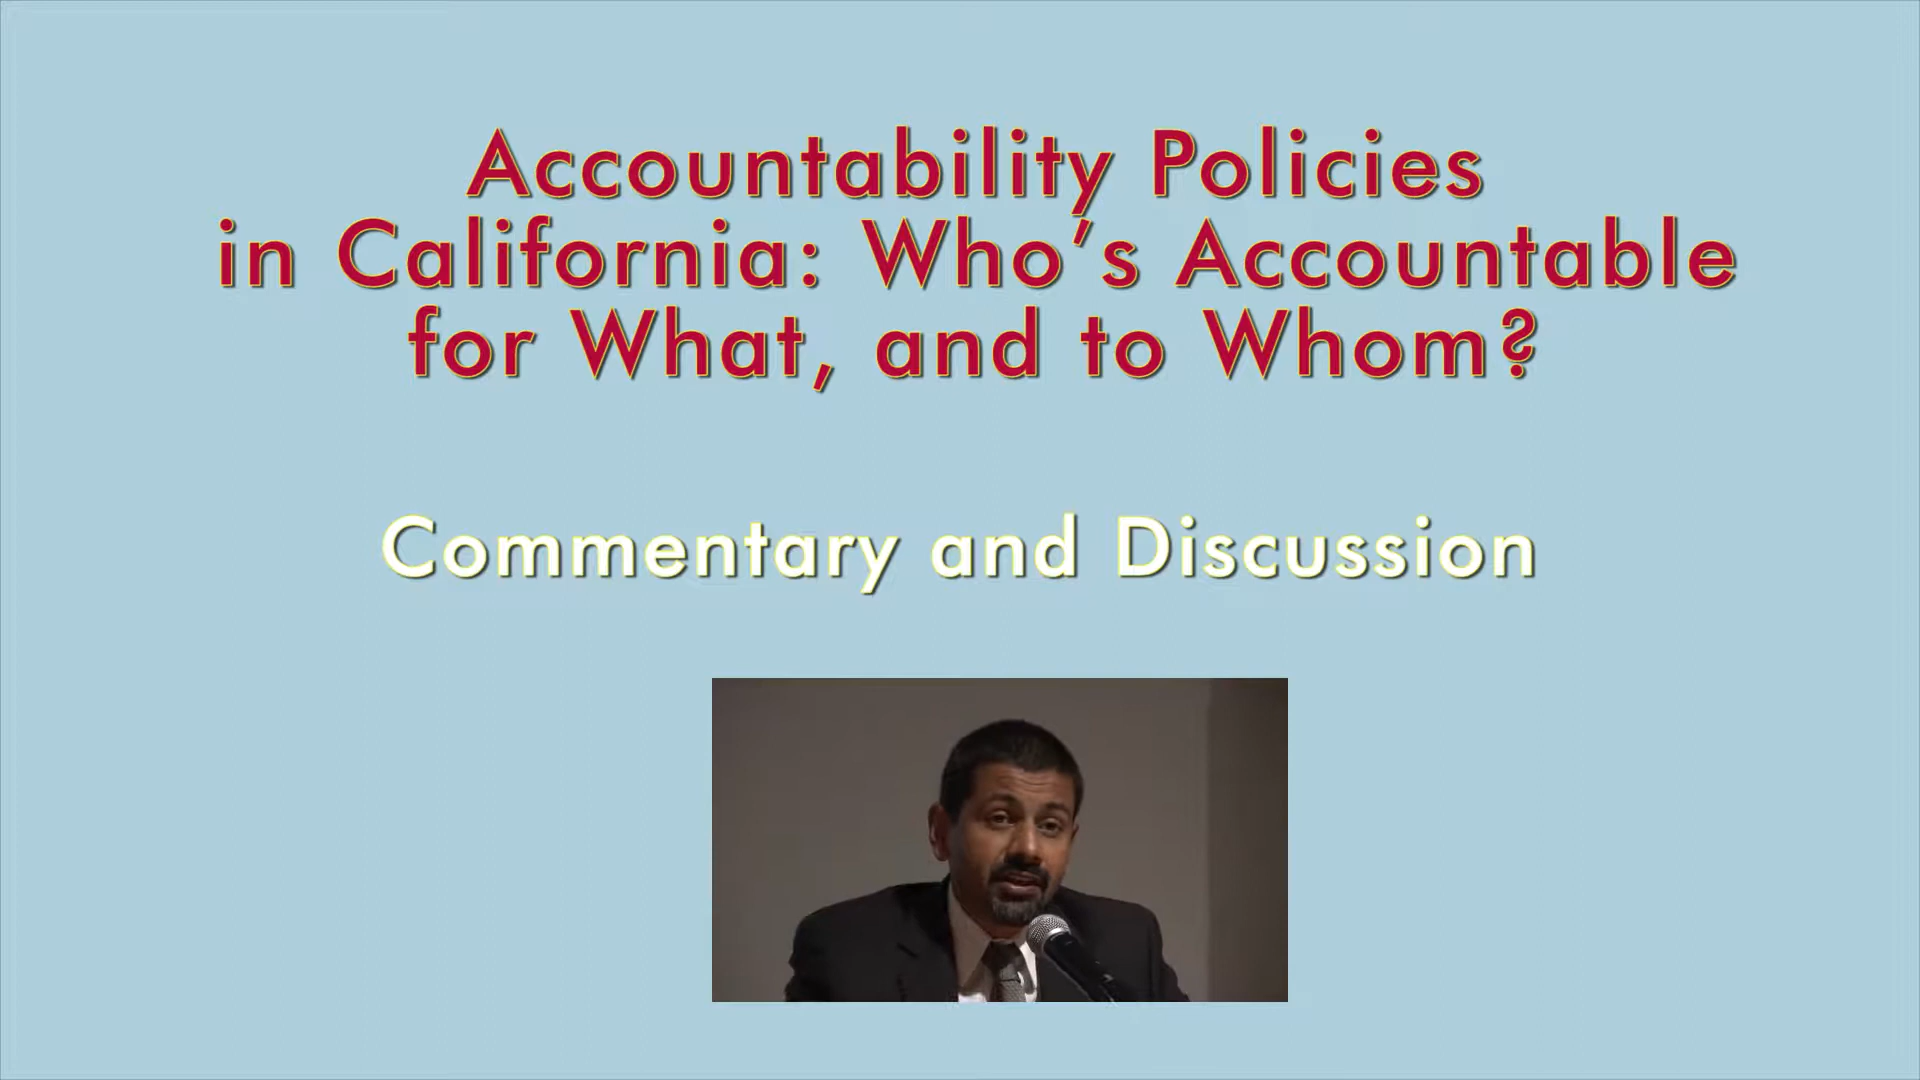 Accountability Policies
in California: Who’s Accountable
for What, and to Whom?
Commentary and Discussion